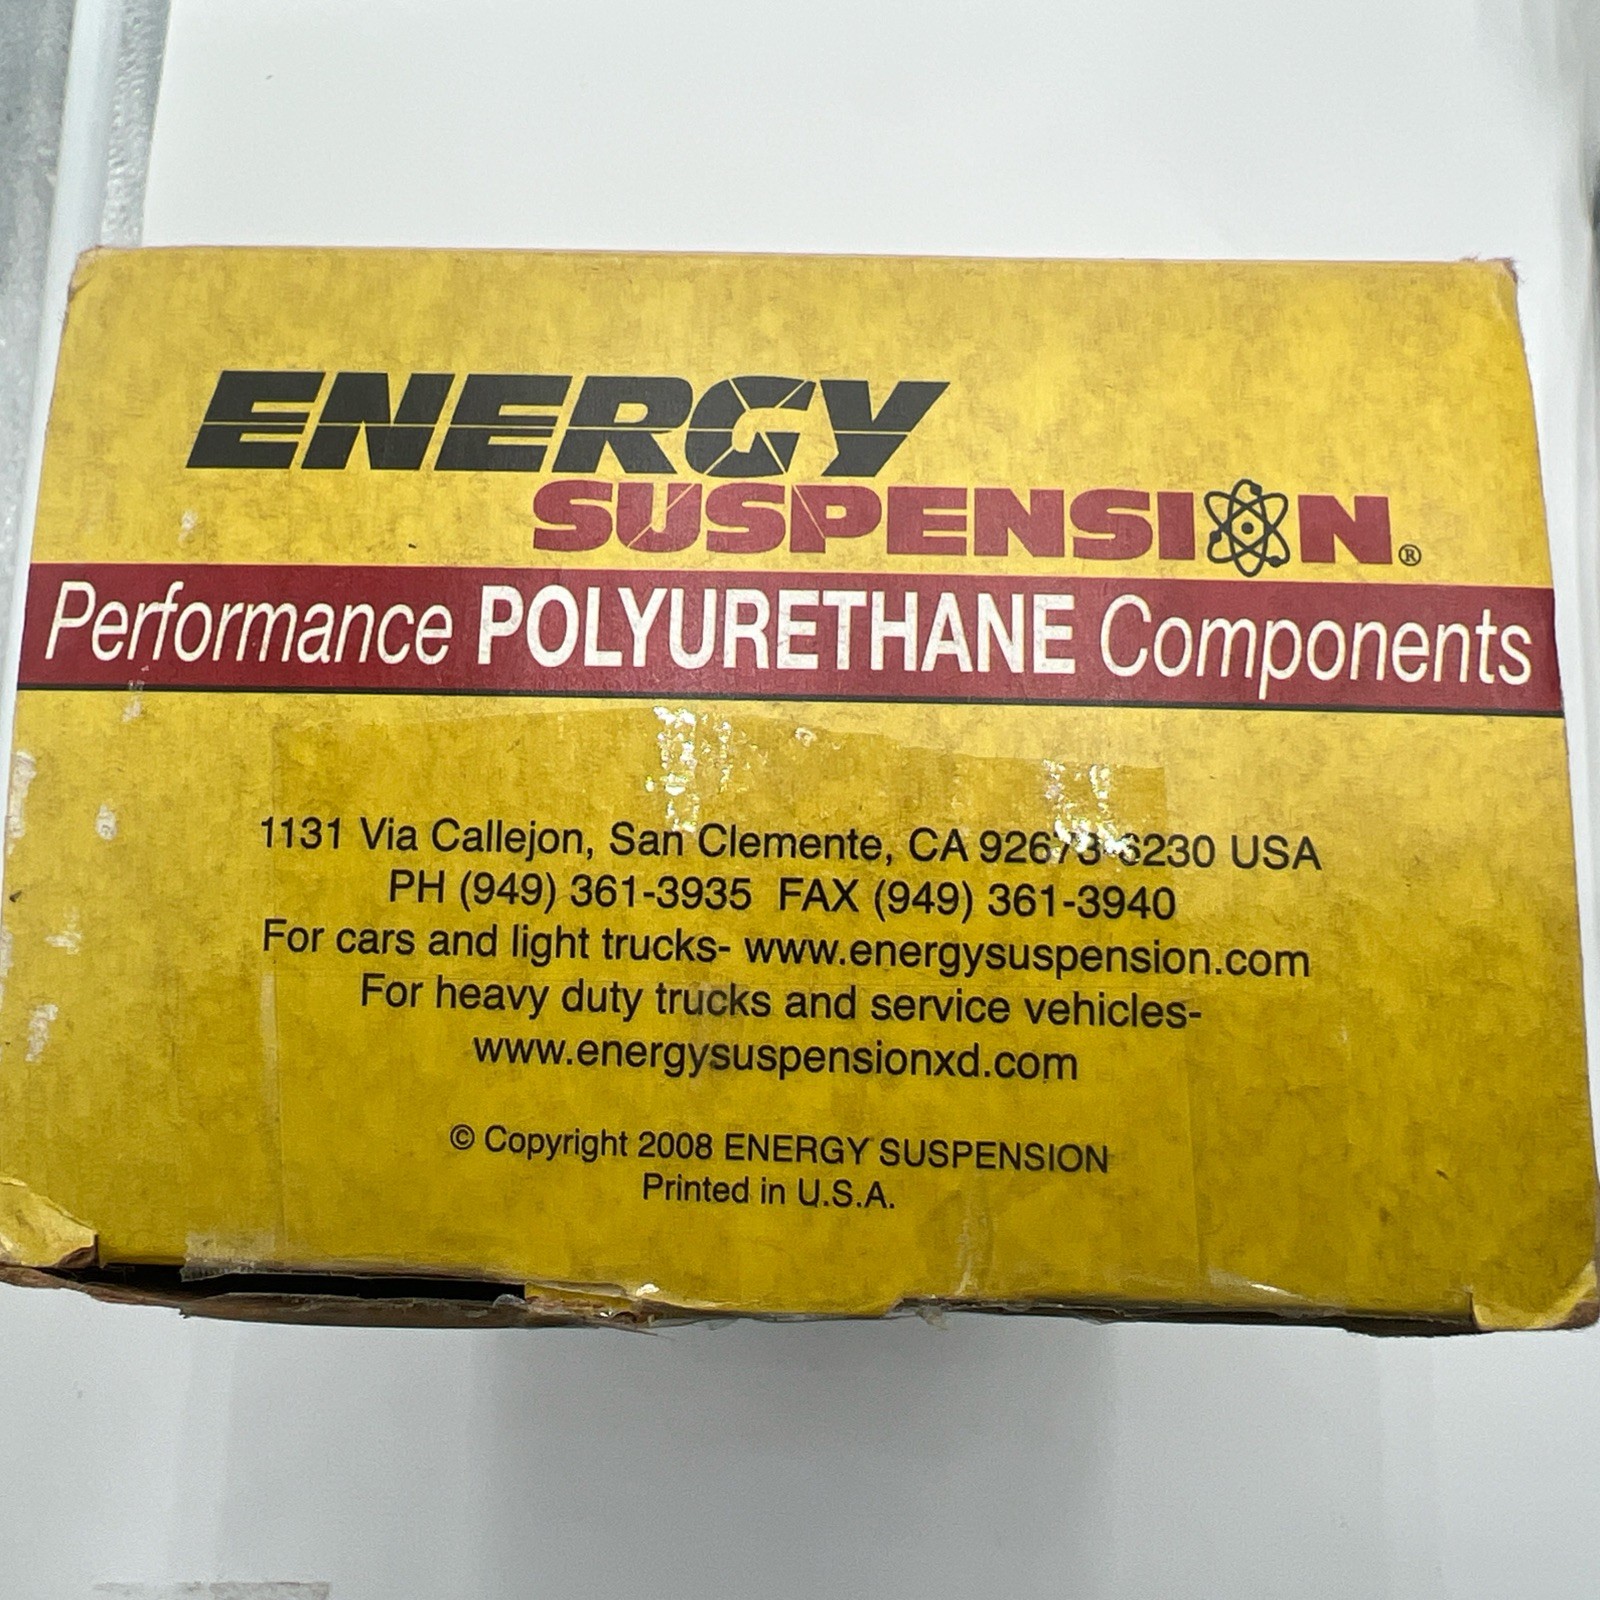 ENERGY
SUSPENSION®
Performance POLYURETHANE Components
1131 Via Callejon, San Clemente, CA 92673-6230 USA
PH (949) 361-3935 FAX (949) 361-3940
For cars and light trucks- www.energysuspension.com
For heavy duty trucks and service vehicles-
www.energysuspensionxd.com
© Copyright 2008 ENERGY SUSPENSION
Printed in U.S.A.